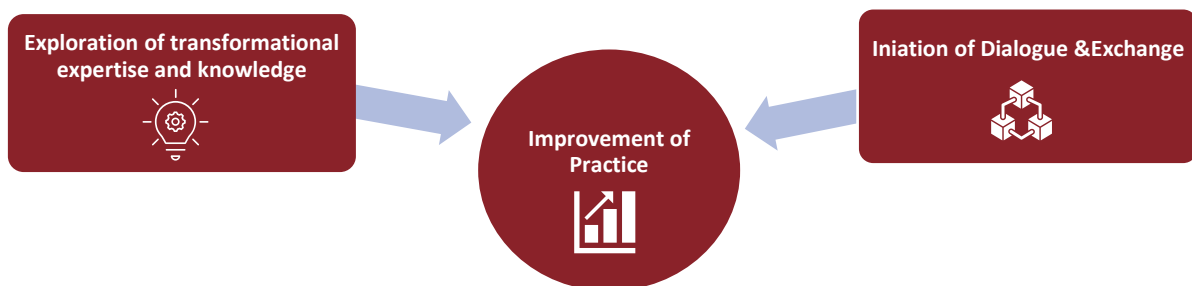 Exploration of transformational
expertise and knowledge
Iniation of Dialogue &Exchange
Improvement of
Practice